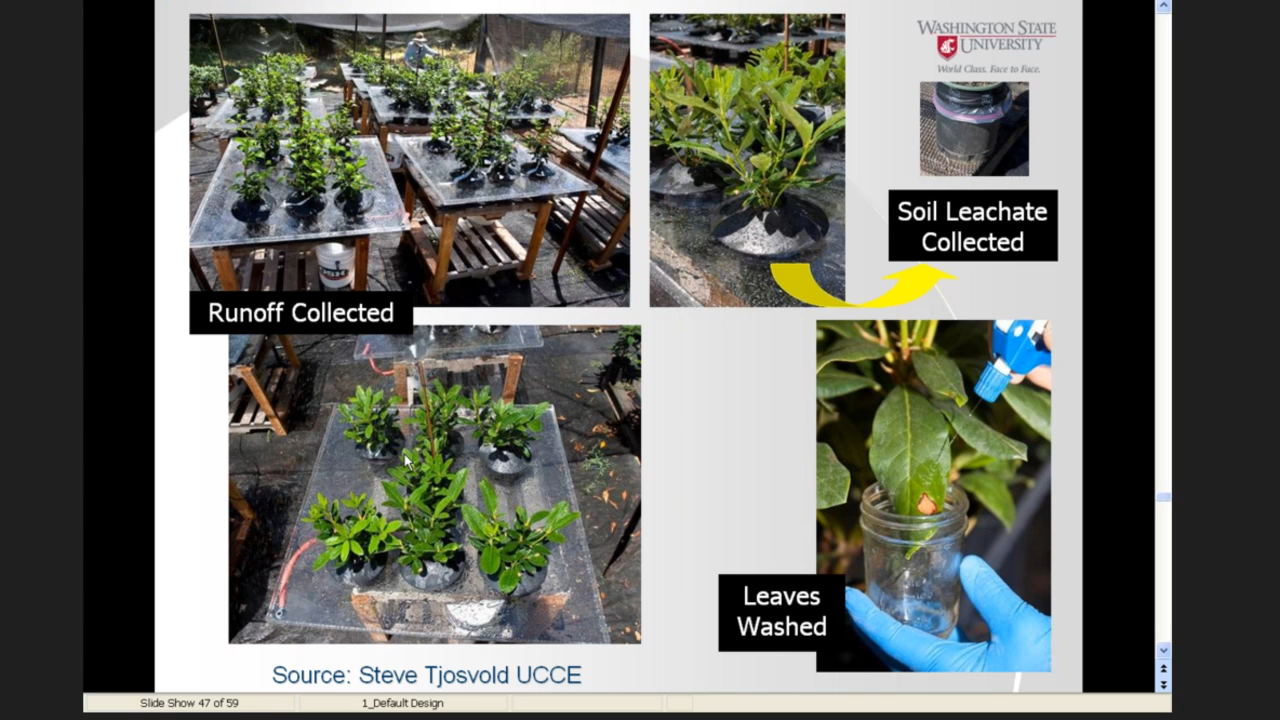 WASHINGTON STATE
UNIVERSITY
World Class. Face to Face.
Soil Leachate
Collected
Runoff Collected
Leaves
Washed
Source: Steve Tjosvold UCCE
Slide Show 47 of 59
1_Default Design